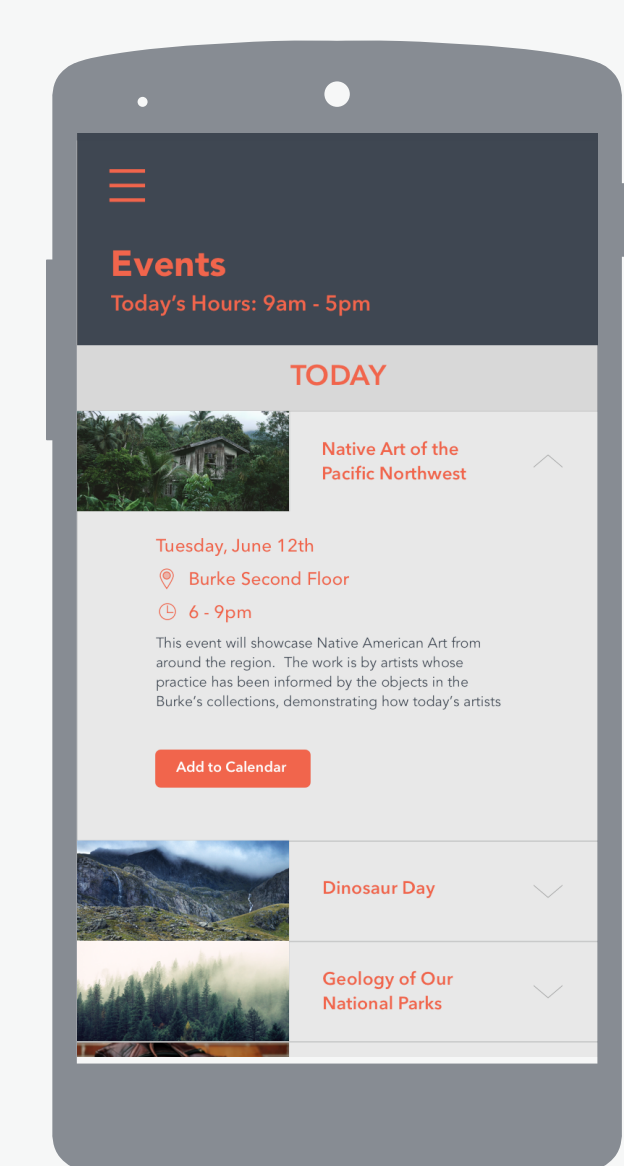 Events
Today's Hours: 9am - 5pm
TODAY
Native Art of the
Pacific Northwest
Tuesday, June 12th
Burke Second Floor
6 - 9pm
This event will showcase Native American Art from
around the region.  The work is by artists whose
practice has been informed by the objects in the
Burke's collections, demonstrating how today's artists
Add to Calendar
Dinosaur Day
Geology of Our
National Parks